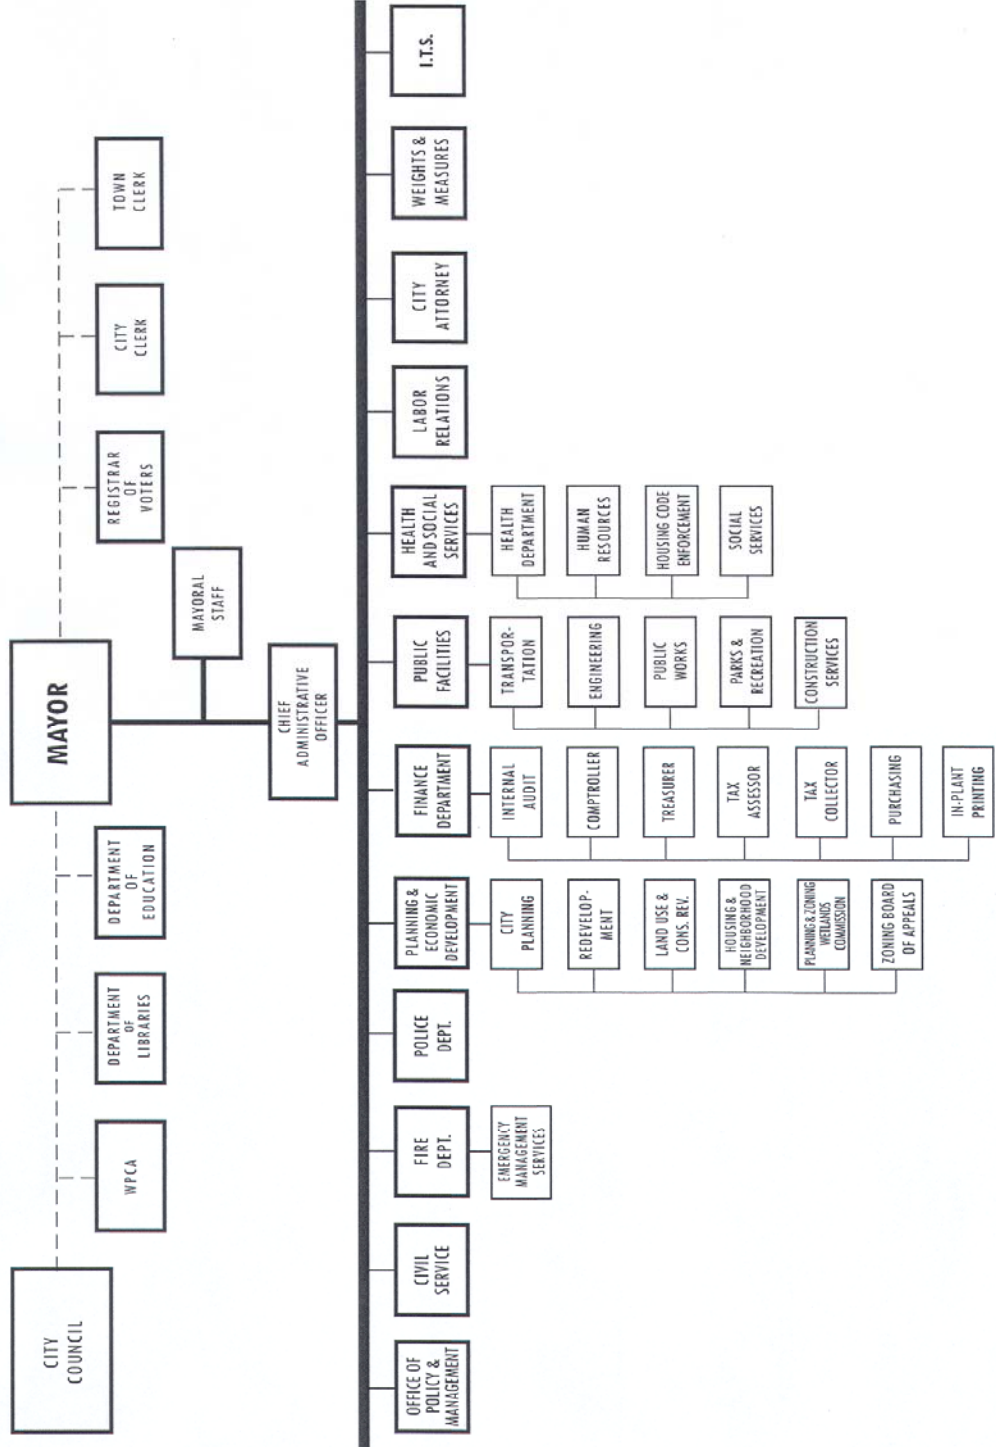 CITY
COUNCIL
MAYOR
WPCA
DEPARTMENT
OF
LIBRARIES
DEPARTMENT
OF
EDUCATION
REGISTRAR
OF
VOTERS
CITY
CLERK
TOWN
CLERK
MAYORAL
STAFF
CHIEF
ADMINISTRATIVE
OFFICER
OFFICE OF
POLICY &
MANAGEMENT
CIVIL
SERVICE
FIRE
DEPT.
EMERGENCY
MANAGEMENT
SERVICES
POLICE
DEPT.
PLANNING &
ECONOMIC
DEVELOPMENT
CITY
PLANNING
REDEVELOP-
MENT
LAND USE &
CONS. REV.
HOUSING &
NEIGHBORHOOD
DEVELOPMENT
PLANNING & ZONING
WETLANDS
COMMISSION
ZONING BOARD
OF APPEALS
FINANCE
DEPARTMENT
INTERNAL
AUDIT
COMPTROLLER
TREASURER
TAX
ASSESSOR
TAX
COLLECTOR
PURCHASING
IN-PLANT
PRINTING
PUBLIC
FACILITIES
TRANSPOR-
TATION
ENGINEERING
PUBLIC
WORKS
PARKS &
RECREATION
CONSTRUCTION
SERVICES
HEALTH
AND SOCIAL
SERVICES
HEALTH
DEPARTMENT
HUMAN
RESOURCES
HOUSING CODE
ENFORCEMENT
SOCIAL
SERVICES
LABOR
RELATIONS
CITY
ATTORNEY
WEIGHTS &
MEASURES
I.T.S.